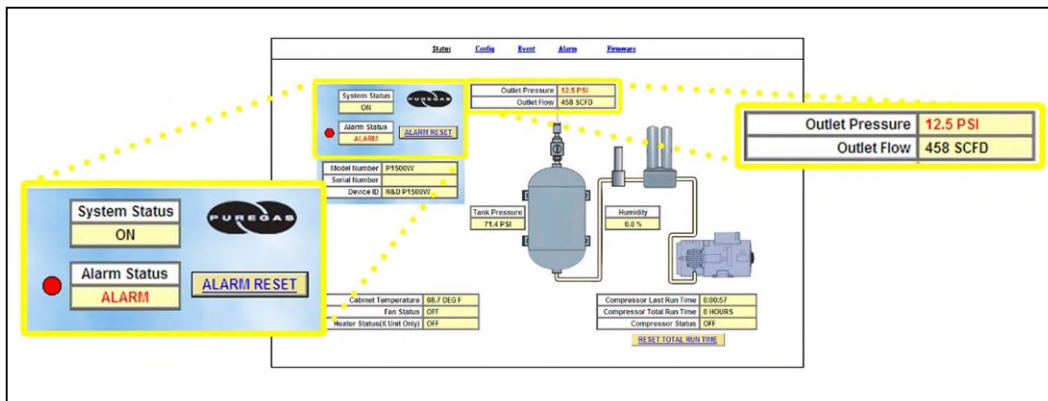 Status Config Event Alarm Firmware
System Status
ON
PUREGAS
Alarm Status
ALARM
ALARM RESET
Outlet Pressure 12.5 PSI
Outlet Flow 458 SCFD
Model Number P1500W
Serial Number
Device ID R&D P1500W
Tank Pressure
71.4 PSI
Humidity
0.0 %
Cabinet Temperature 68.7 DEG F
Fan Status OFF
Heater Status(X Unit Only) OFF
Compressor Last Run Time 0:00:57
Compressor Total Run Time 0 HOURS
Compressor Status OFF
RESET TOTAL RUN TIME
Outlet Pressure 12.5 PSI
Outlet Flow 458 SCFD
System Status
ON
PUREGAS
Alarm Status
ALARM
ALARM RESET